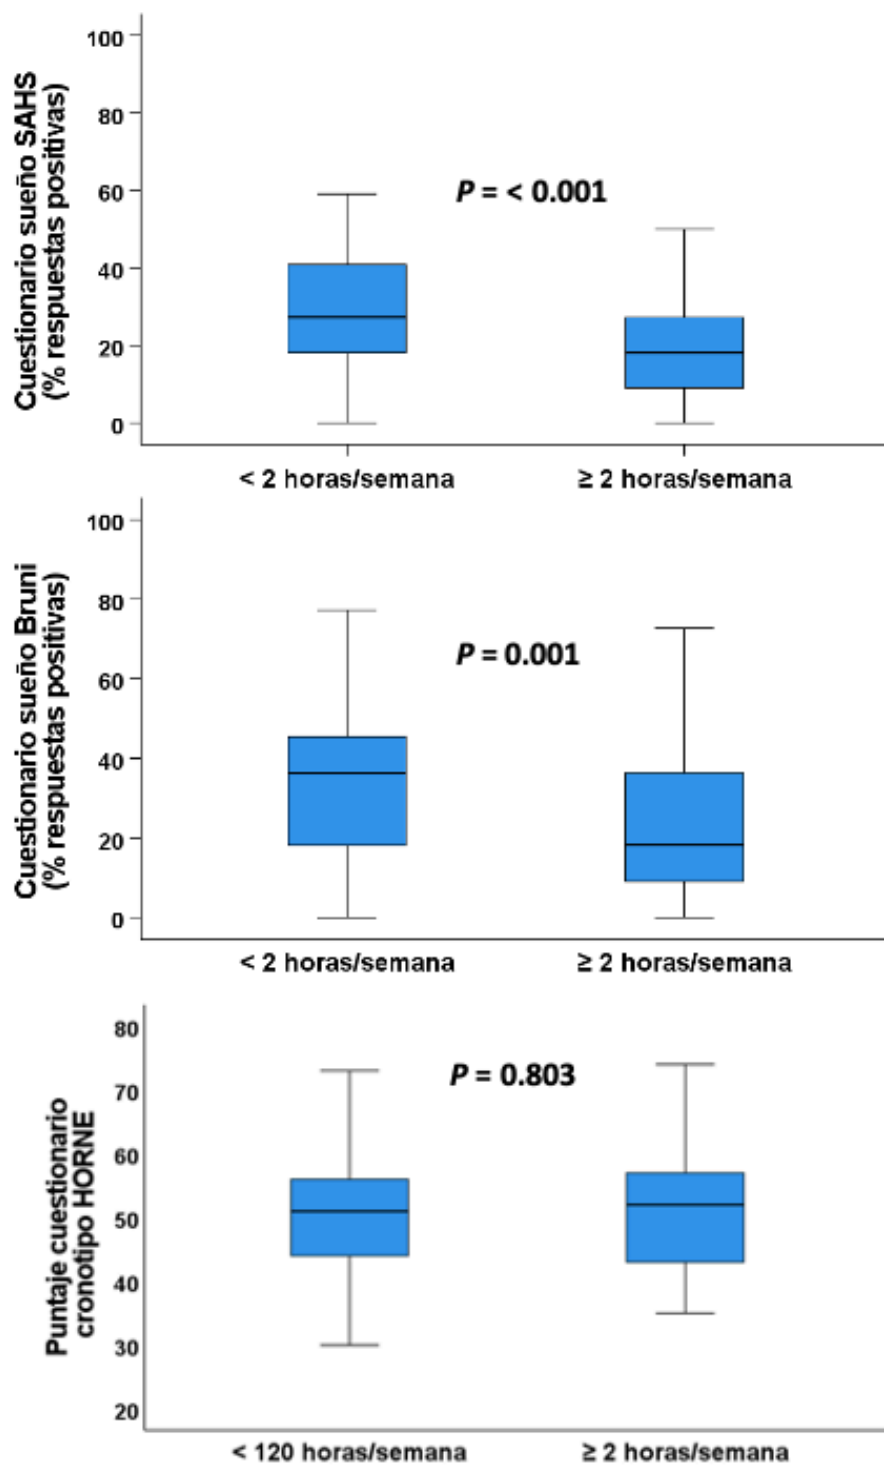 Cuestionario sueño SAHS
(% respuestas positivas)
100
80
60
40
20
0
P = < 0.001
< 2 horas/semana
≥ 2 horas/semana
Cuestionario sueño Bruni
(% respuestas positivas)
100
80
60
40
20
0
P = 0.001
< 2 horas/semana
≥ 2 horas/semana
Puntaje cuestionario
cronotipo HORNE
80
70
60
50
40
30
20
P = 0.803
< 120 horas/semana
≥ 2 horas/semana